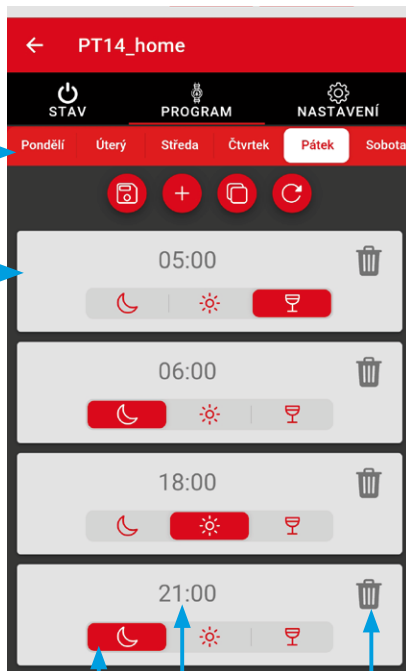 PT14_home
STAV PROGRAM NASTAVENÍ
Pondělí Úterý Středa Čtvrtek Pátek Sobota
05:00
06:00
18:00
21:00